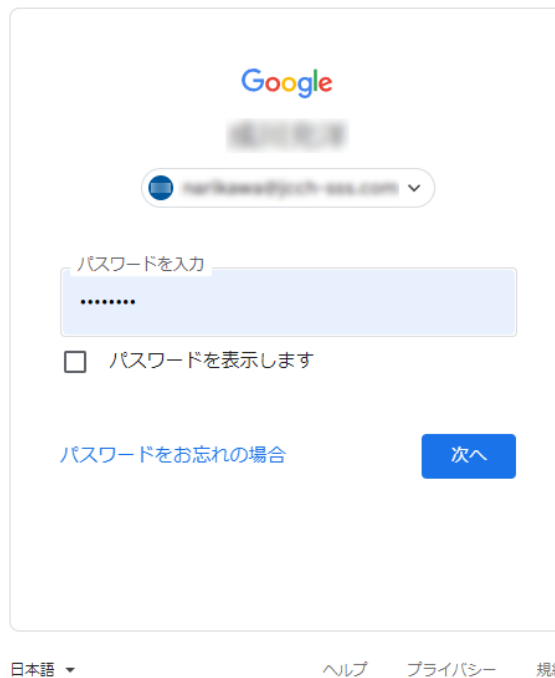 Google
パスワードを入力
••••••••
パスワードを表示します
パスワードをお忘れの場合
次へ
日本語
ヘルプ プライバシー